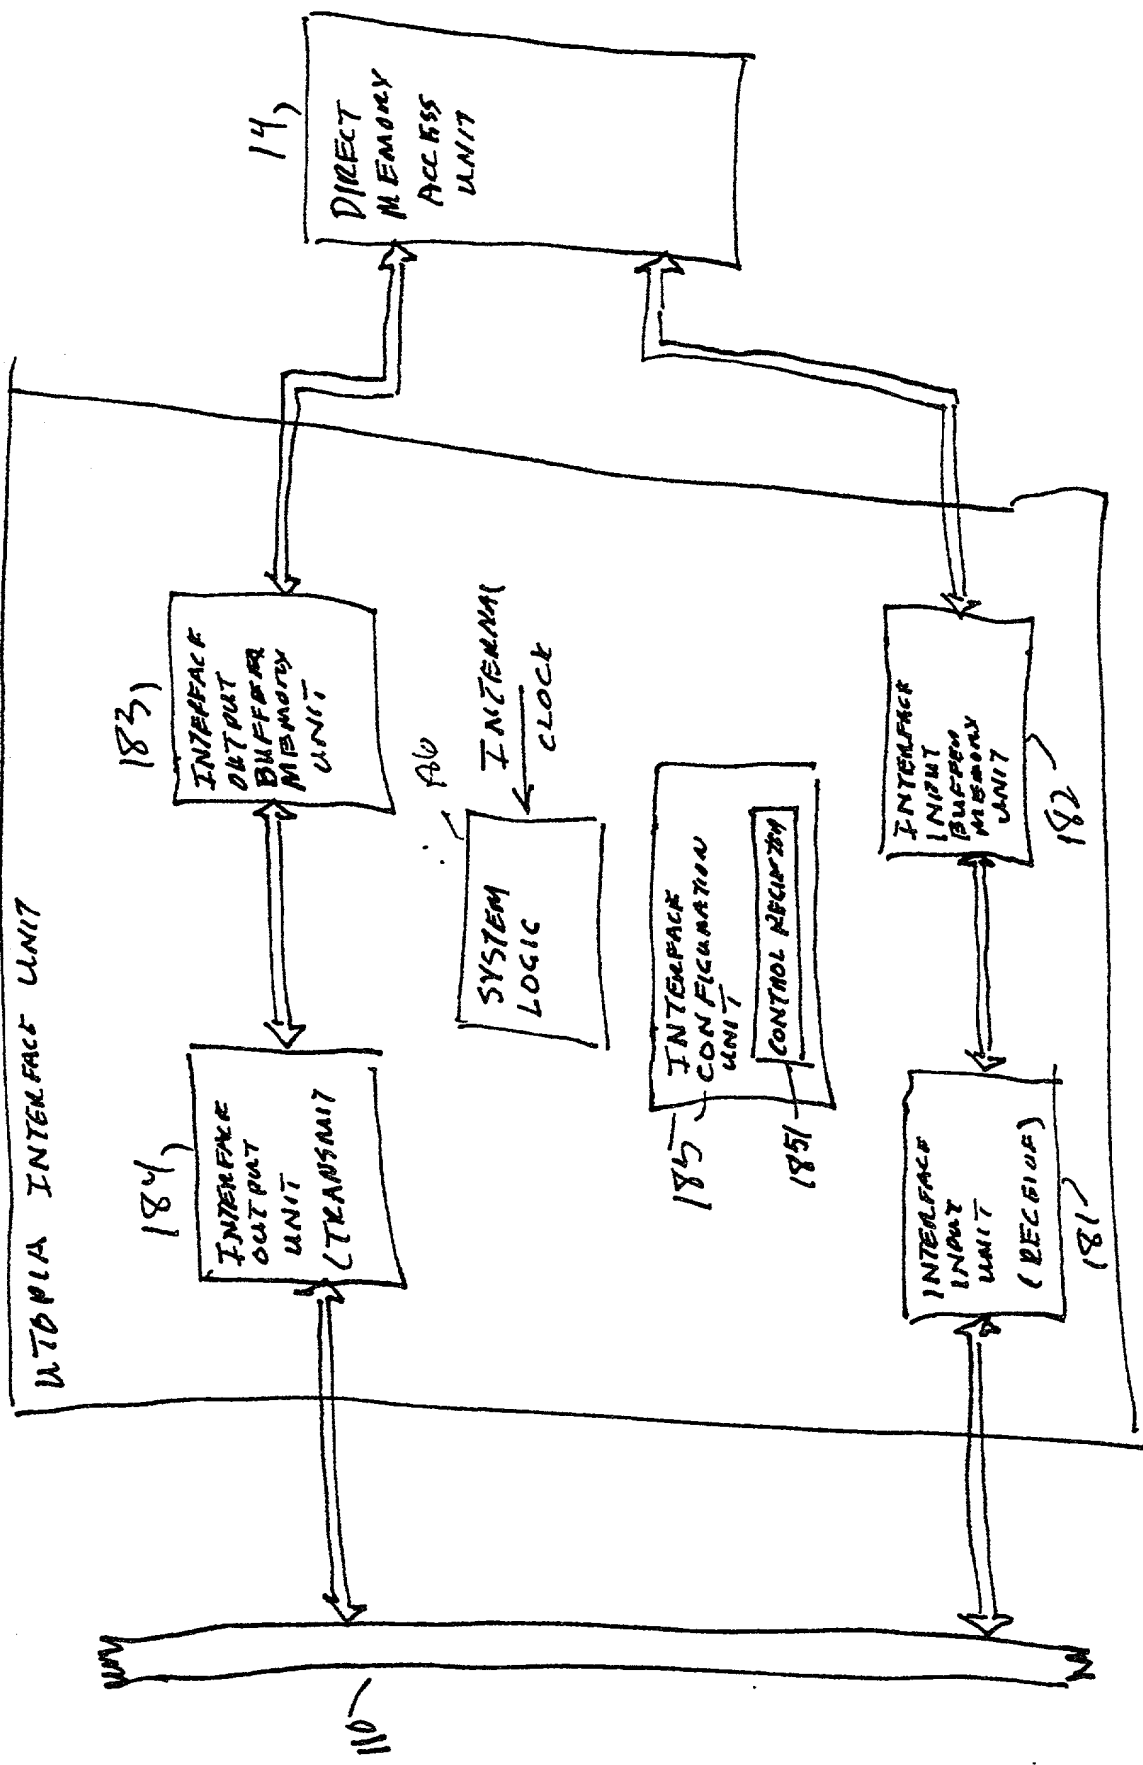 UTOPIA INTERFACE UNIT
184
INTERFACE
OUTPUT
UNIT
(TRANSMIT
183
INTERFACE
OUTPUT
BUFFER
MEMORY
UNIT
14
DIRECT
MEMORY
ACCESS
UNIT
SYSTEM
LOGIC
INTERNAL
CLOCK
185
INTERFACE
CONFIGURATION
UNIT
CONTROL REGISTER
1851
INTERFACE
INPUT
UNIT
(RECEIVE)
181
INTERFACE
INPUT
BUFFER
MEMORY
UNIT
182
110